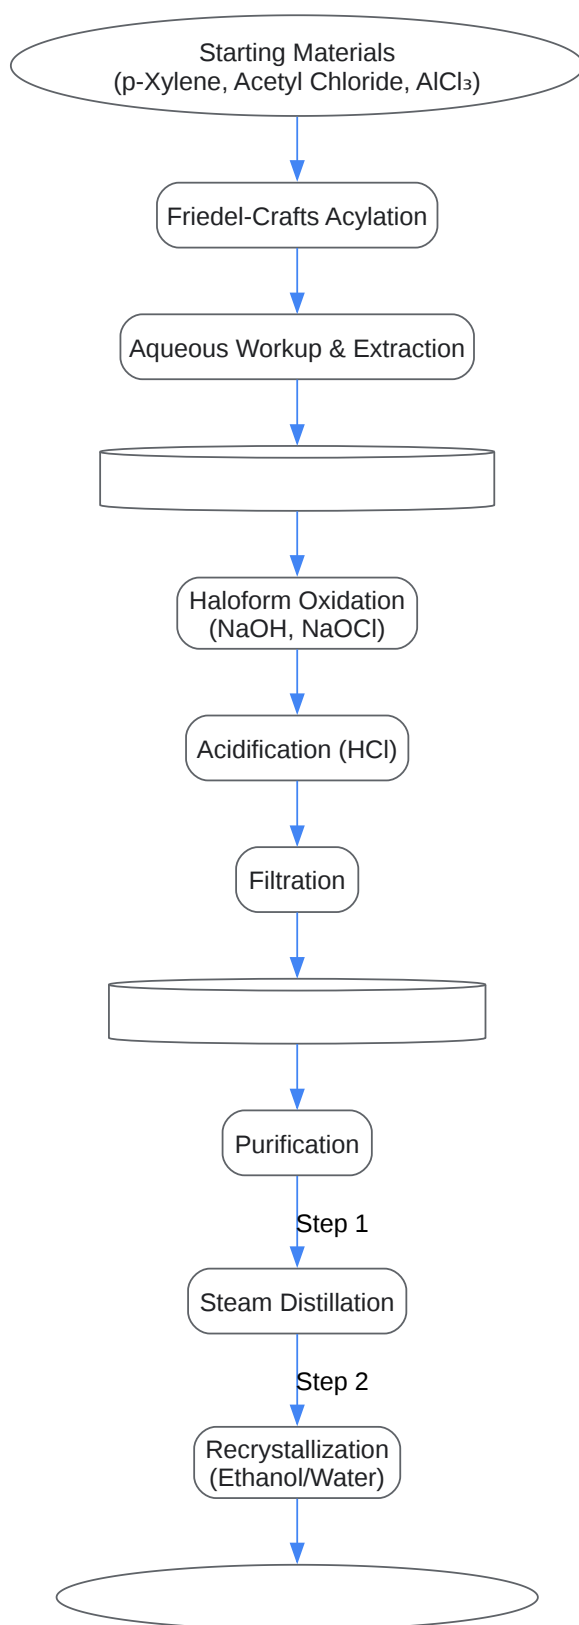 Starting Materials
(p-Xylene, Acetyl Chloride, AlCl₃)
Friedel-Crafts Acylation
Aqueous Workup & Extraction
Haloform Oxidation
(NaOH, NaOCl)
Acidification (HCl)
Filtration
Purification
Step 1
Steam Distillation
Step 2
Recrystallization
(Ethanol/Water)